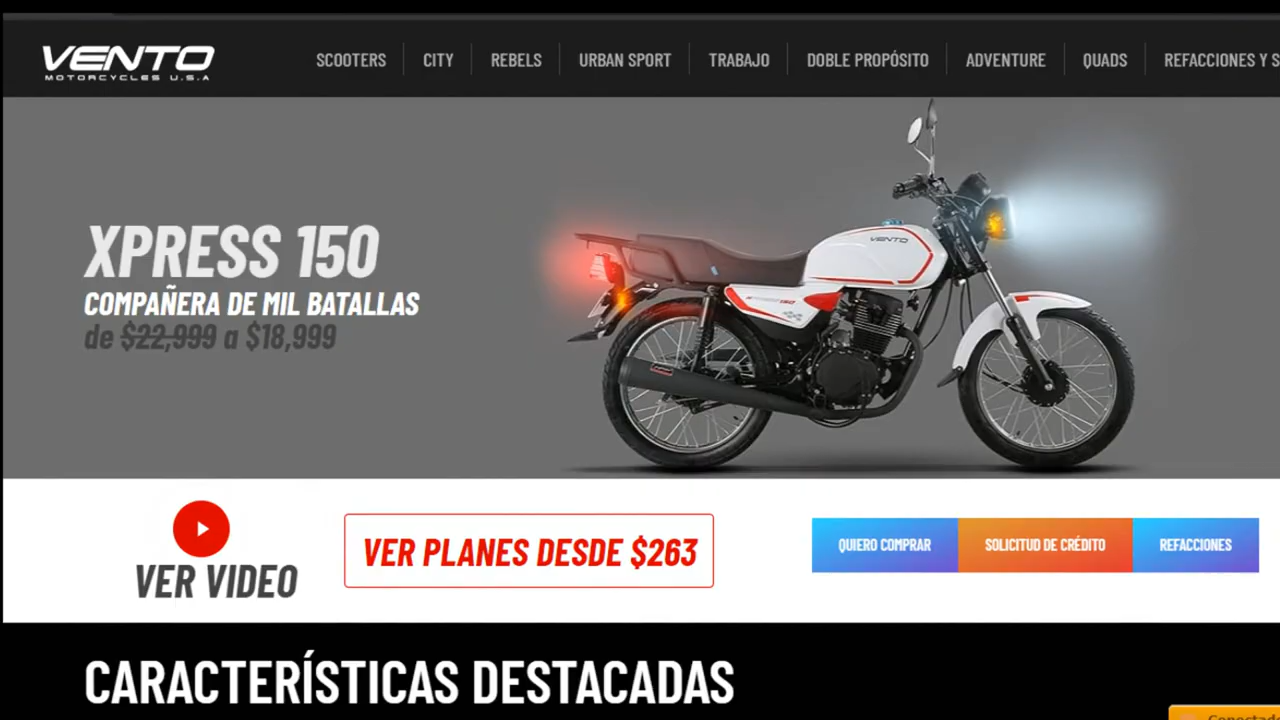 VENTO
MOTORCYCLES U.S.A
SCOOTERS
CITY
REBELS
URBAN SPORT
TRABAJO
DOBLE PROPÓSITO
ADVENTURE
QUADS
REFACCIONES Y S
VENTO
XPRESS 150
COMPAÑERA DE MIL BATALLAS
de $22,999 a $18,999
VER VIDEO
VER PLANES DESDE $263
QUIERO COMPRAR
SOLICITUD DE CRÉDITO
REFACCIONES
CARACTERÍSTICAS DESTACADAS